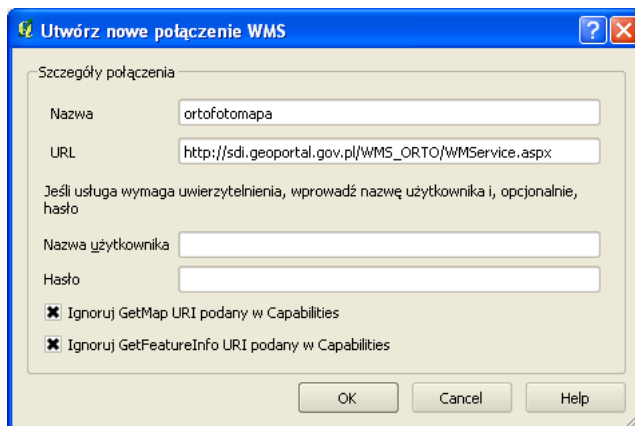 Utwórz nowe połączenie WMS
Szczegóły połączenia
Nazwa
ortofotomapa
URL
http://sdi.geoportal.gov.pl/WMS_ORTO/WMService.aspx
Jeśli usługa wymaga uwierzytelnienia, wprowadź nazwę użytkownika i, opcjonalnie,
hasło
Nazwa użytkownika
Hasło
Ignoruj GetMap URI podany w Capabilities
Ignoruj GetFeatureInfo URI podany w Capabilities
OK Cancel Help